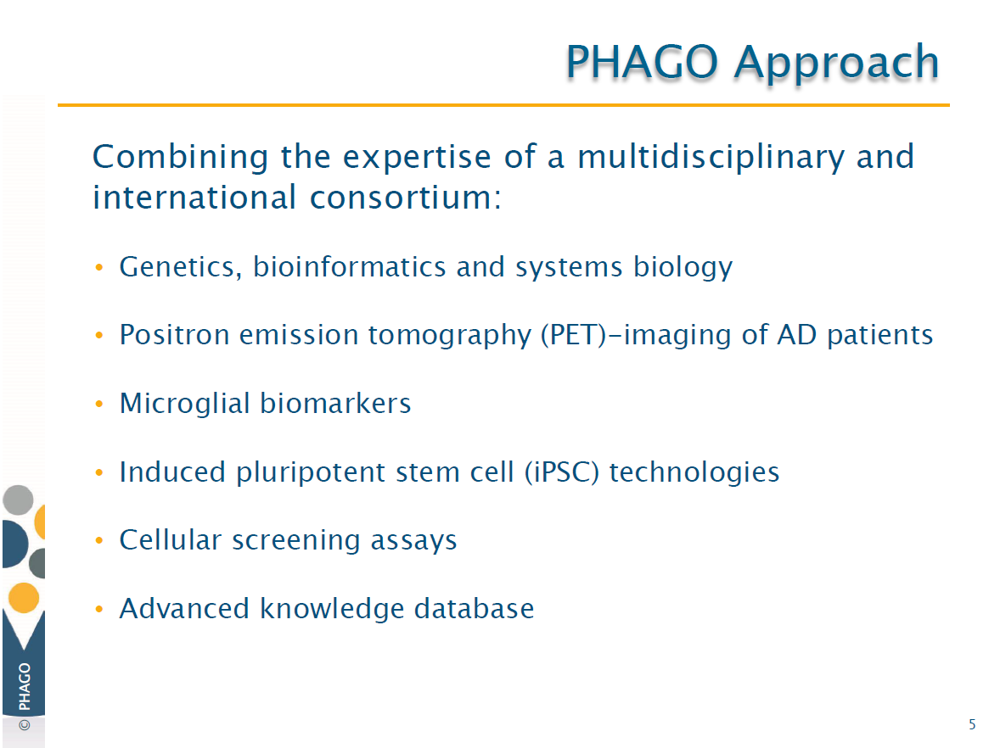 PHAGO Approach
Combining the expertise of a multidisciplinary and
international consortium:
• Genetics, bioinformatics and systems biology
• Positron emission tomography (PET)-imaging of AD patients
• Microglial biomarkers
• Induced pluripotent stem cell (iPSC) technologies
• Cellular screening assays
• Advanced knowledge database
© PHAGO
5